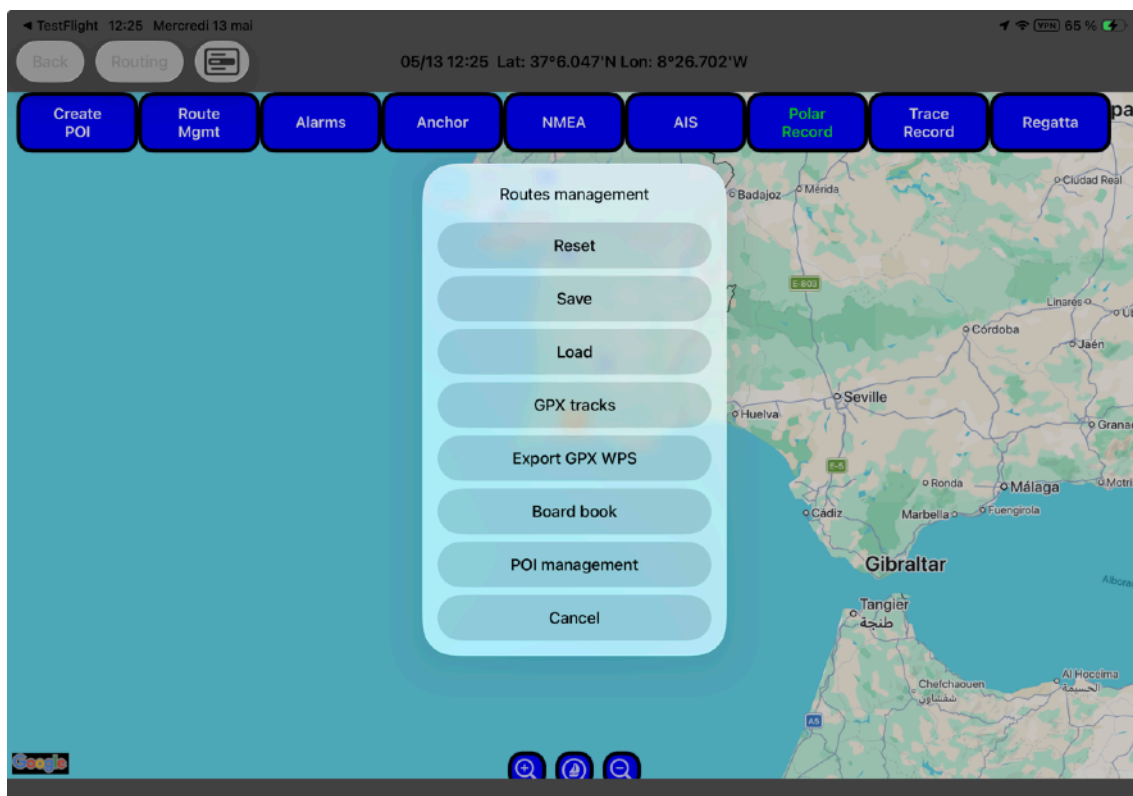 ◄ TestFlight 12:25 Mercredi 13 mai
VPN 65 %
Back
Routing
05/13 12:25 Lat: 37°6.047'N Lon: 8°26.702'W
Create
POI
Route
Mgmt
Alarms
Anchor
NMEA
AIS
Polar
Record
Trace
Record
Regatta
Routes management
Reset
Save
Load
GPX tracks
Export GPX WPS
Board book
POI management
Cancel
Badajoz
Mérida
Ciudad Real
E-803
Linares
Córdoba
Jaén
Seville
Huelva
E-5
Ronda
Málaga
Cádiz
Marbella
Fuengirola
Gibraltar
Tangier
طنجة
Chefchaouen
شفشاون
Al Hoceima
الحسيمة
A5
Google